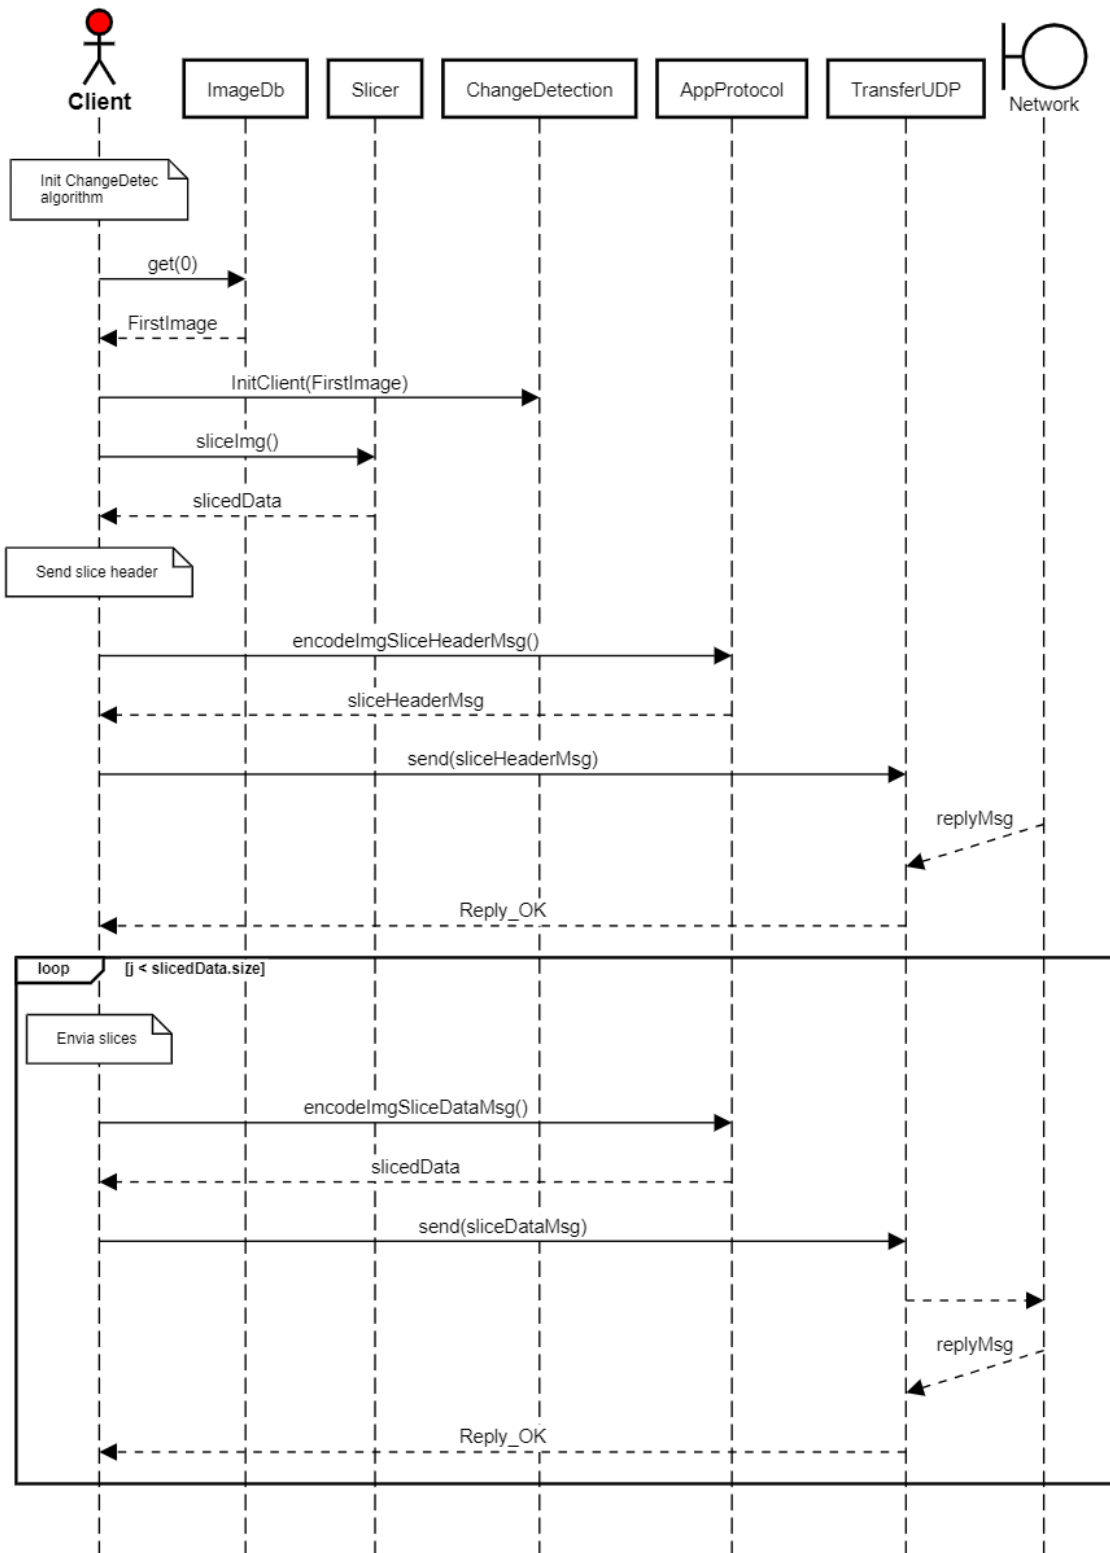 Client
ImageDb
Slicer
ChangeDetection
AppProtocol
TransferUDP
Network
Init ChangeDetec
algorithm
get(0)
FirstImage
InitClient(FirstImage)
sliceImg()
slicedData
Send slice header
encodeImgSliceHeaderMsg()
sliceHeaderMsg
send(sliceHeaderMsg)
replyMsg
Reply_OK
loop
[j < slicedData.size]
Envia slices
encodeImgSliceDataMsg()
slicedData
send(sliceDataMsg)
replyMsg
Reply_OK